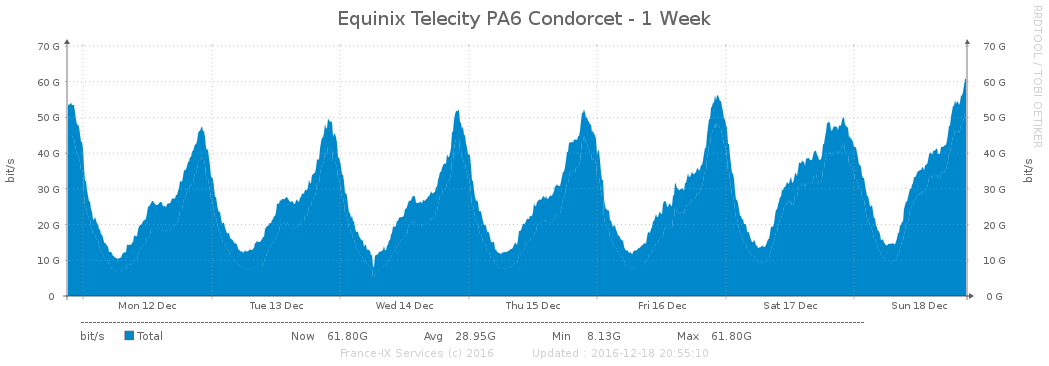 Equinix Telecity PA6 Condorcet - 1 Week
RRDTOOL / TOBI OETIKER
bit/s
70 G
60 G
50 G
40 G
30 G
20 G
10 G
0
70 G
60 G
50 G
40 G
30 G
20 G
10 G
0 G
bit/s
Mon 12 Dec Tue 13 Dec Wed 14 Dec Thu 15 Dec Fri 16 Dec Sat 17 Dec Sun 18 Dec
bit/s Total Now 61.80G Avg 28.95G Min 8.13G Max 61.80G
France-IX Services (c) 2016 Updated : 2016-12-18 20:55:10